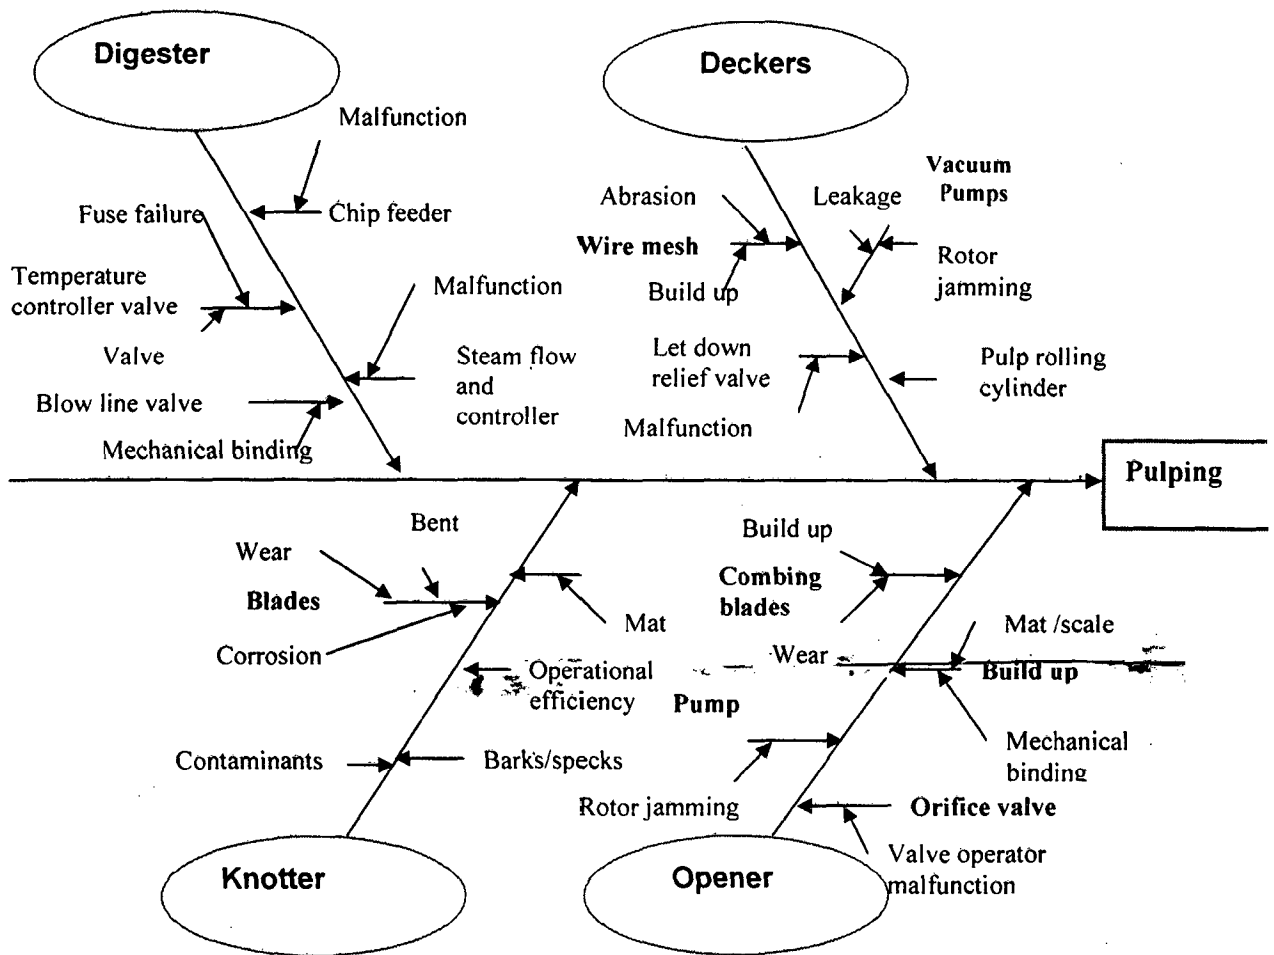 Digester
Deckers
Malfunction
Vacuum
Pumps
Abrasion
Leakage
Fuse failure
Chip feeder
Wire mesh
Rotor
jamming
Temperature
controller valve
Malfunction
Build up
Valve
Steam flow
and
controller
Let down
relief valve
Pulp rolling
cylinder
Blow line valve
Malfunction
Mechanical binding
Pulping
Bent
Build up
Wear
Combing
blades
Blades
Mat
Mat /scale
Corrosion
Wear
Operational
efficiency
Build up
Pump
Mechanical
binding
Contaminants
Barks/specks
Rotor jamming
Orifice valve
Valve operator
malfunction
Knotter
Opener